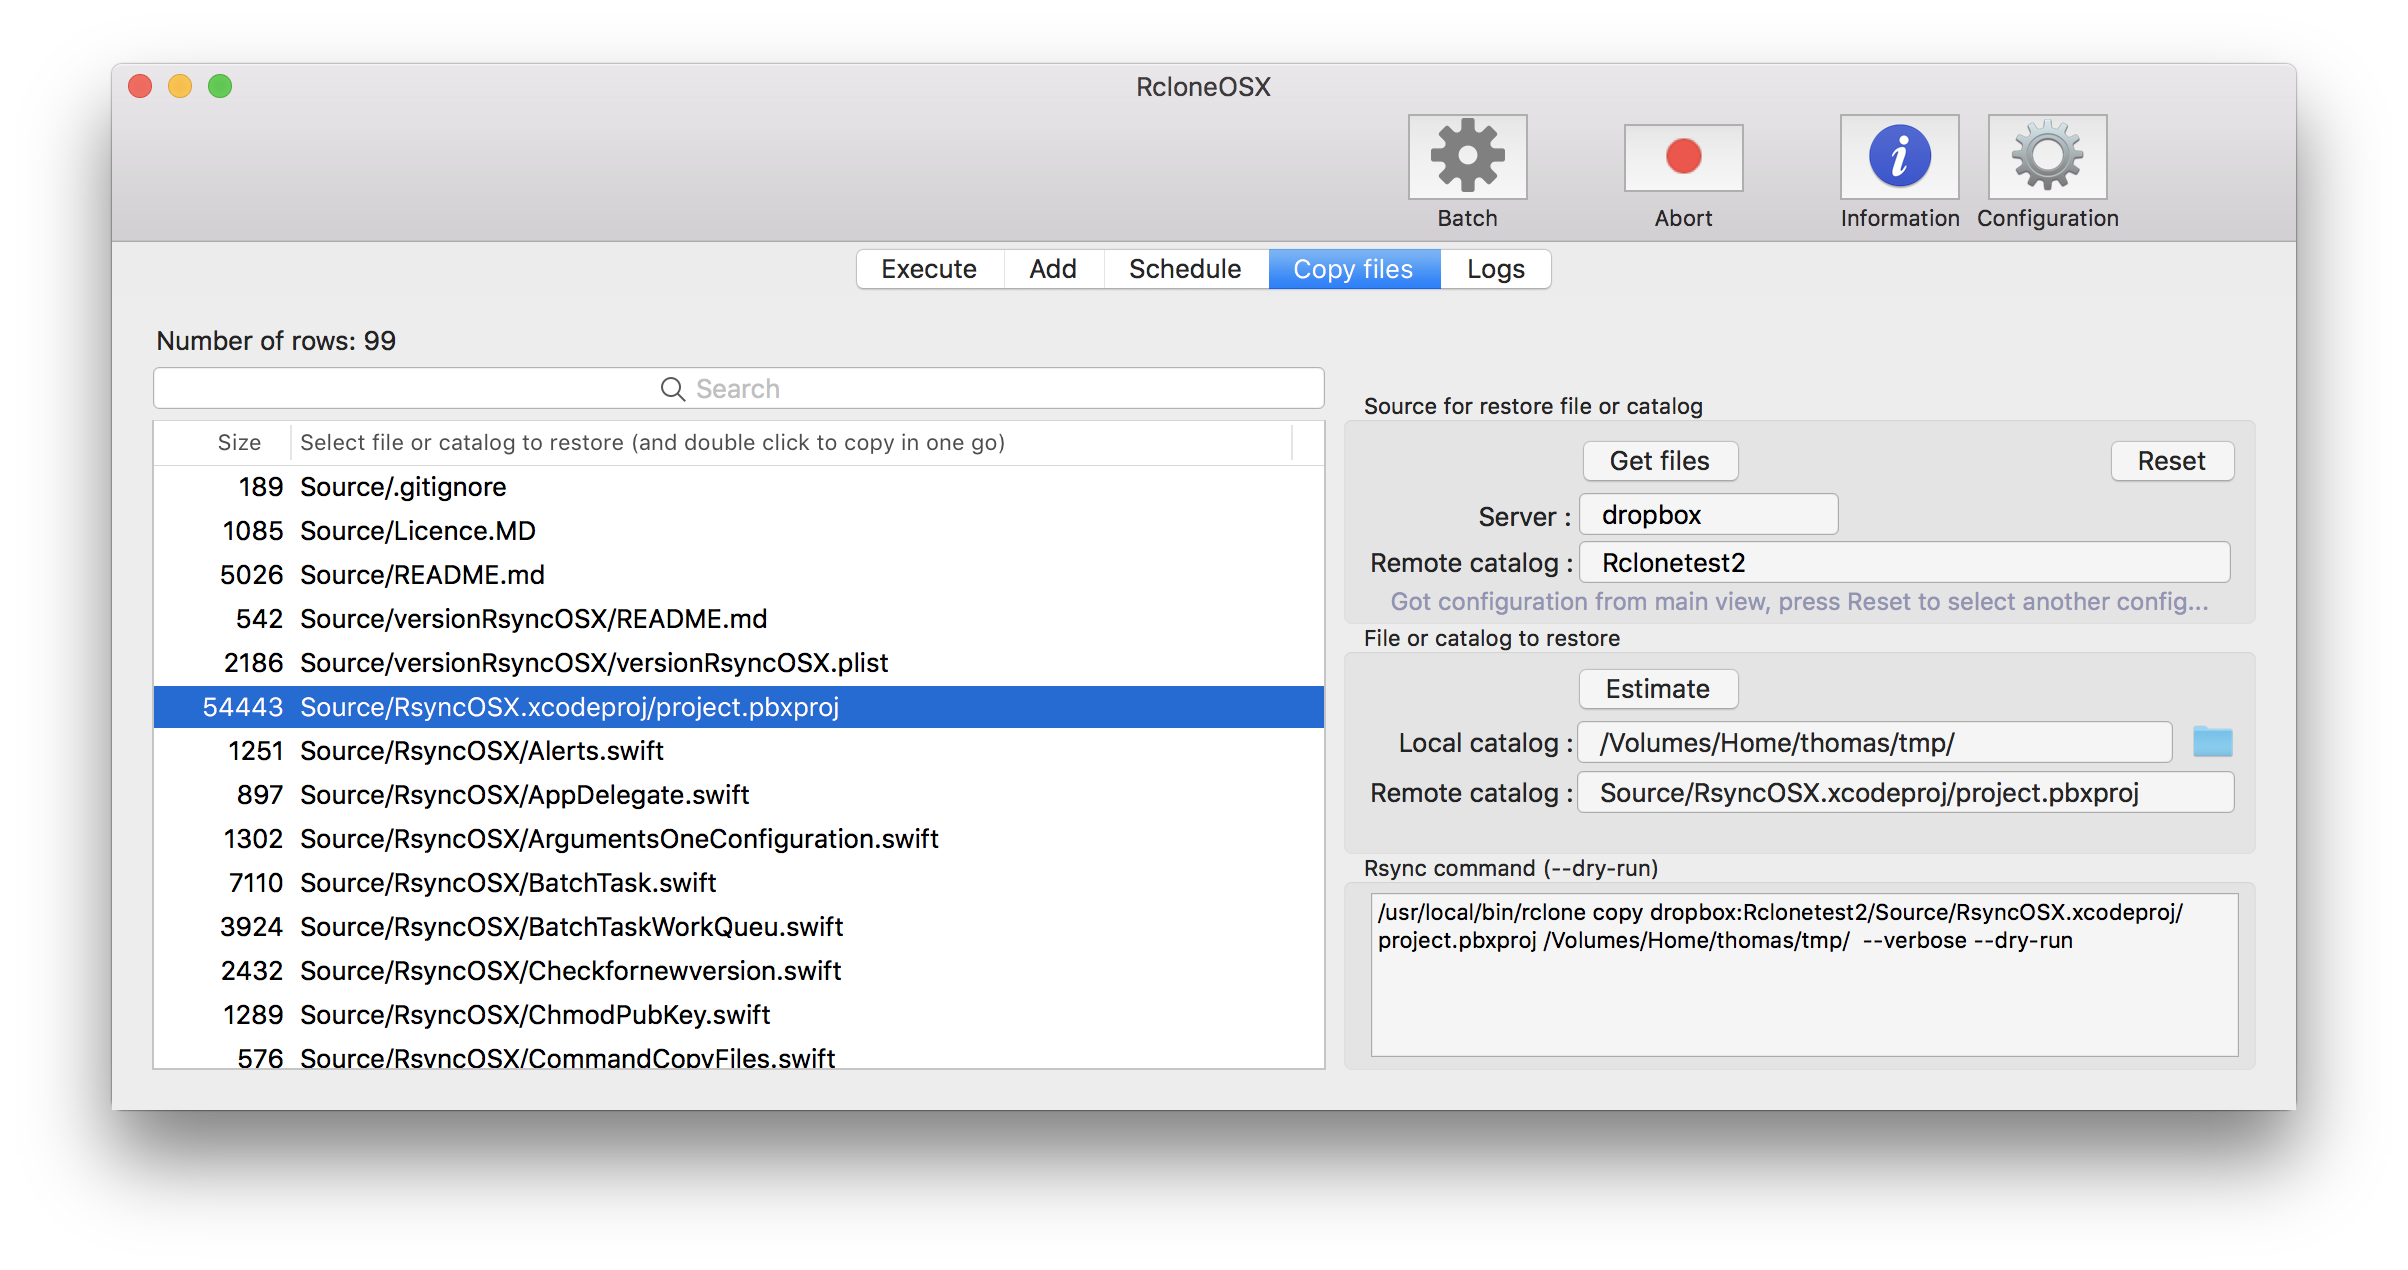 RcloneOSX
Batch
Abort
Information
Configuration
Execute
Add
Schedule
Copy files
Logs
Number of rows: 99
Search
Size
Select file or catalog to restore (and double click to copy in one go)
189 Source/.gitignore
1085 Source/Licence.MD
5026 Source/README.md
542 Source/versionRsyncOSX/README.md
2186 Source/versionRsyncOSX/versionRsyncOSX.plist
54443 Source/RsyncOSX.xcodeproj/project.pbxproj
1251 Source/RsyncOSX/Alerts.swift
897 Source/RsyncOSX/AppDelegate.swift
1302 Source/RsyncOSX/ArgumentsOneConfiguration.swift
7110 Source/RsyncOSX/BatchTask.swift
3924 Source/RsyncOSX/BatchTaskWorkQueu.swift
2432 Source/RsyncOSX/Checkfornewversion.swift
1289 Source/RsyncOSX/ChmodPubKey.swift
576 Source/RsyncOSX/CommandCopyFiles.swift
Source for restore file or catalog
Get files
Reset
Server : dropbox
Remote catalog : Rclonetest2
Got configuration from main view, press Reset to select another config...
File or catalog to restore
Estimate
Local catalog : /Volumes/Home/thomas/tmp/
Remote catalog : Source/RsyncOSX.xcodeproj/project.pbxproj
Rsync command (--dry-run)
/usr/local/bin/rclone copy dropbox:Rclonetest2/Source/RsyncOSX.xcodeproj/
project.pbxproj /Volumes/Home/thomas/tmp/  --verbose --dry-run